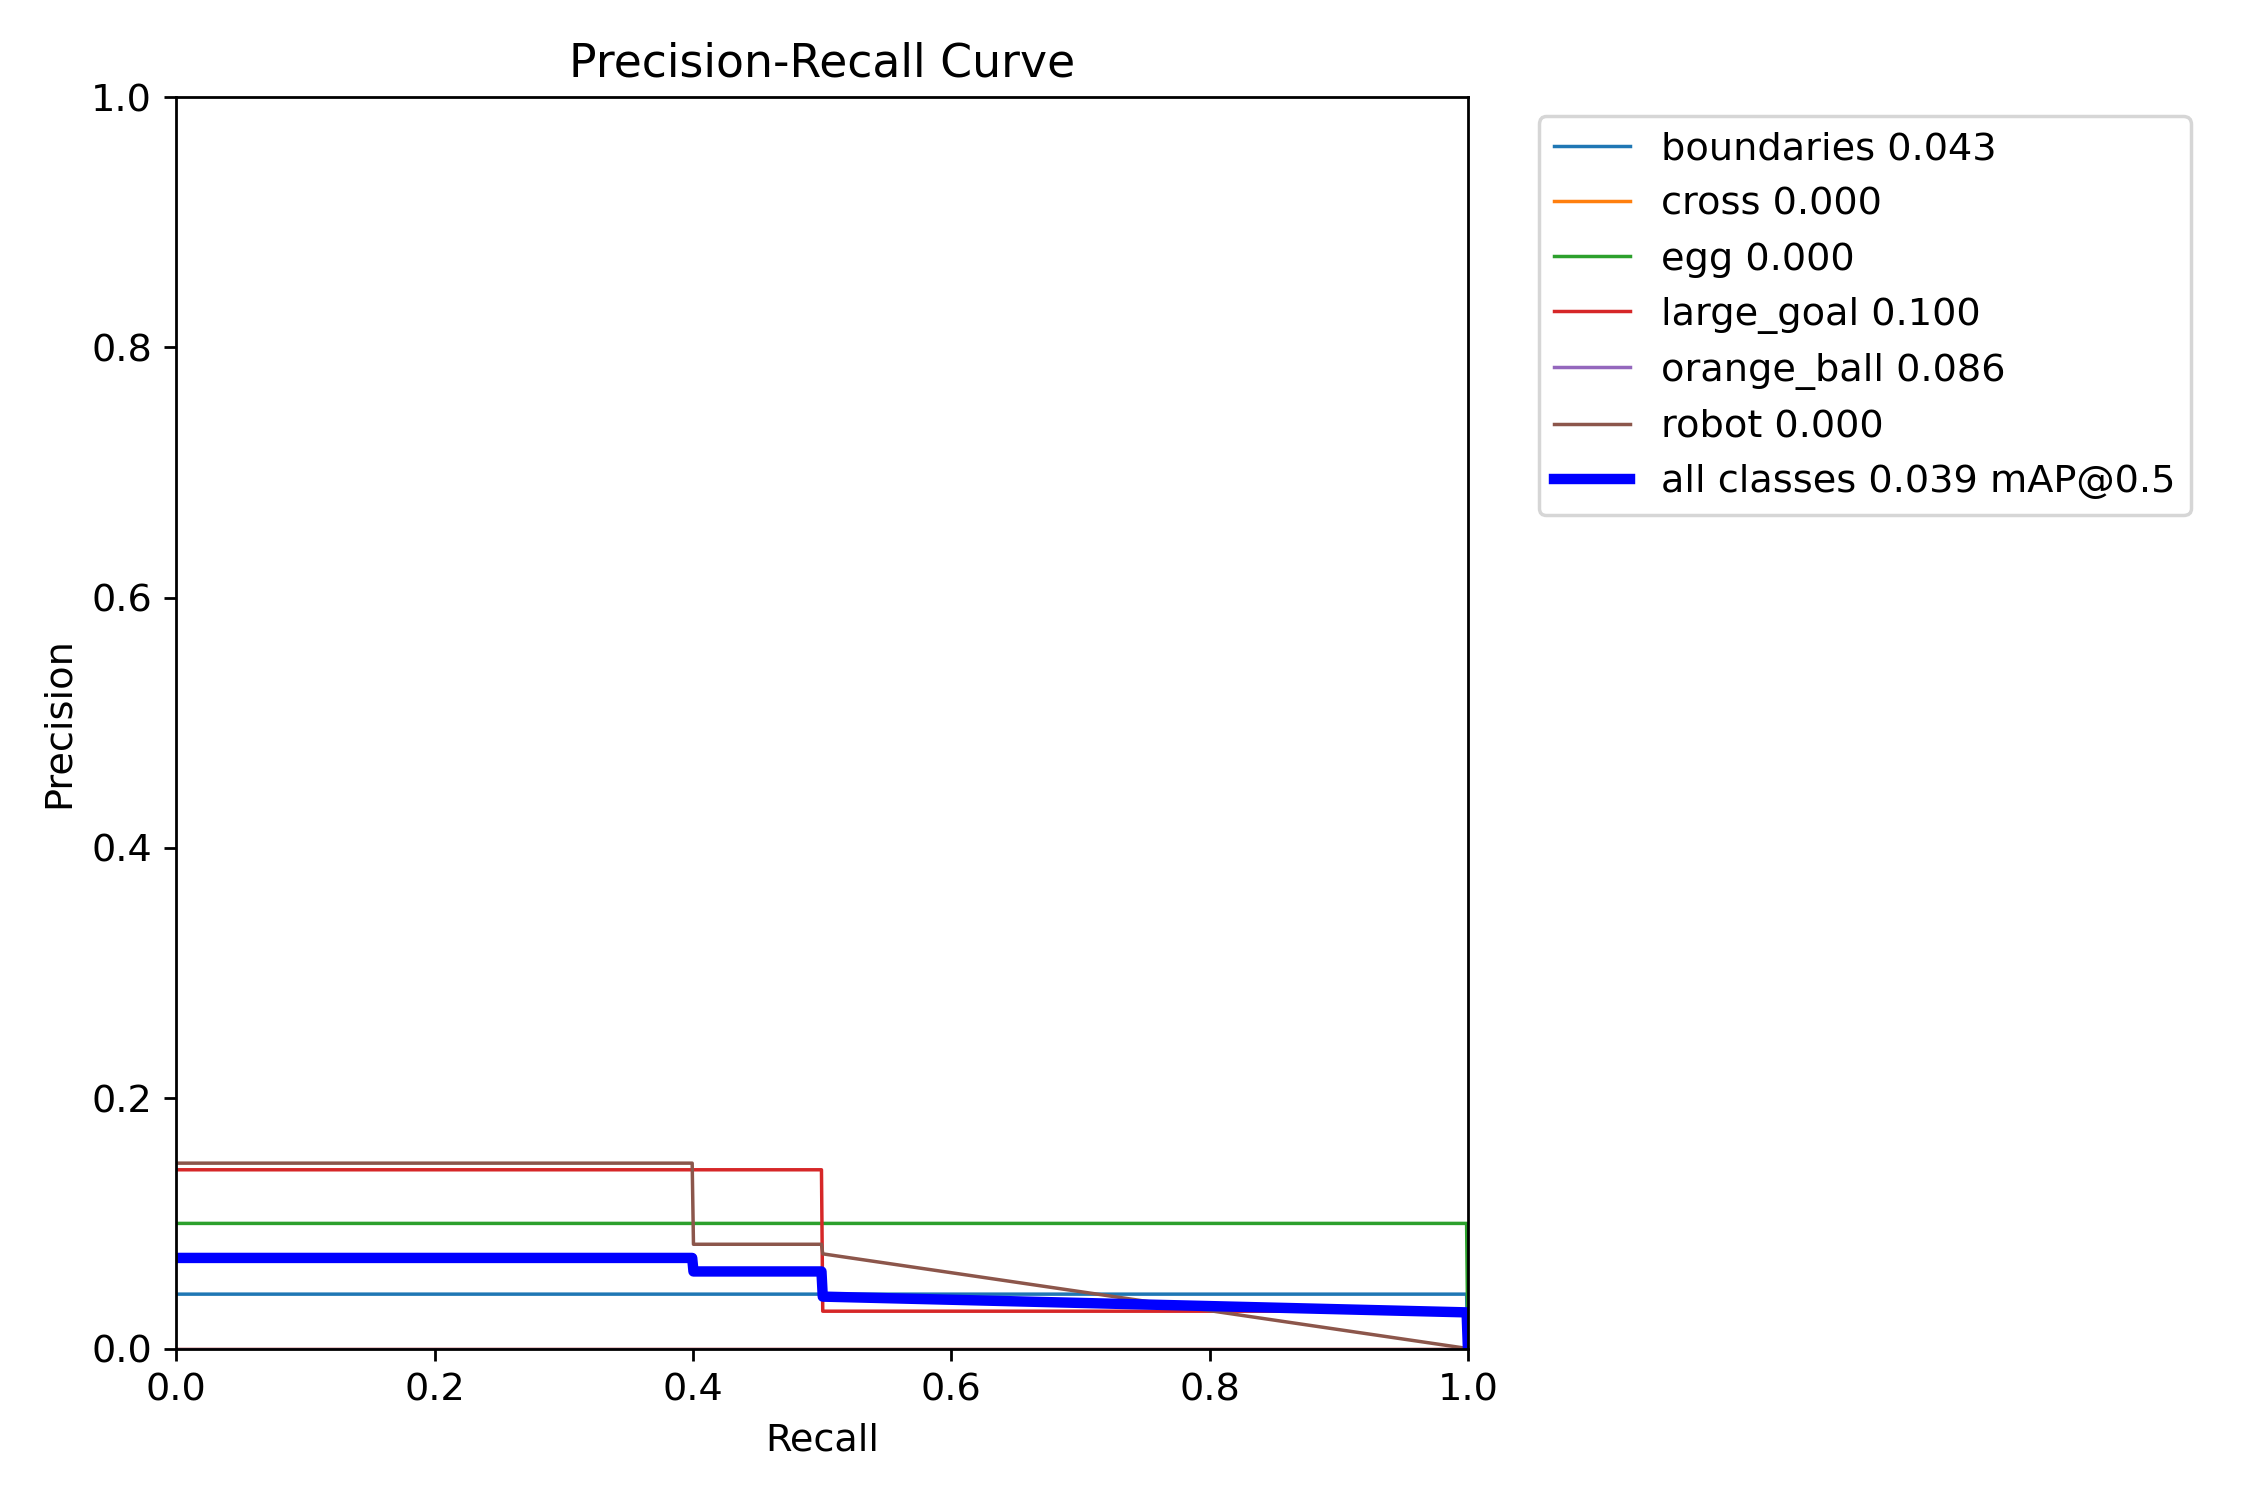 Precision-Recall Curve
1.0
0.8
0.6
0.4
0.2
0.0
Precision
0.0 0.2 0.4 0.6 0.8 1.0
Recall
boundaries 0.043
cross 0.000
egg 0.000
large_goal 0.100
orange_ball 0.086
robot 0.000
all classes 0.039 mAP@0.5